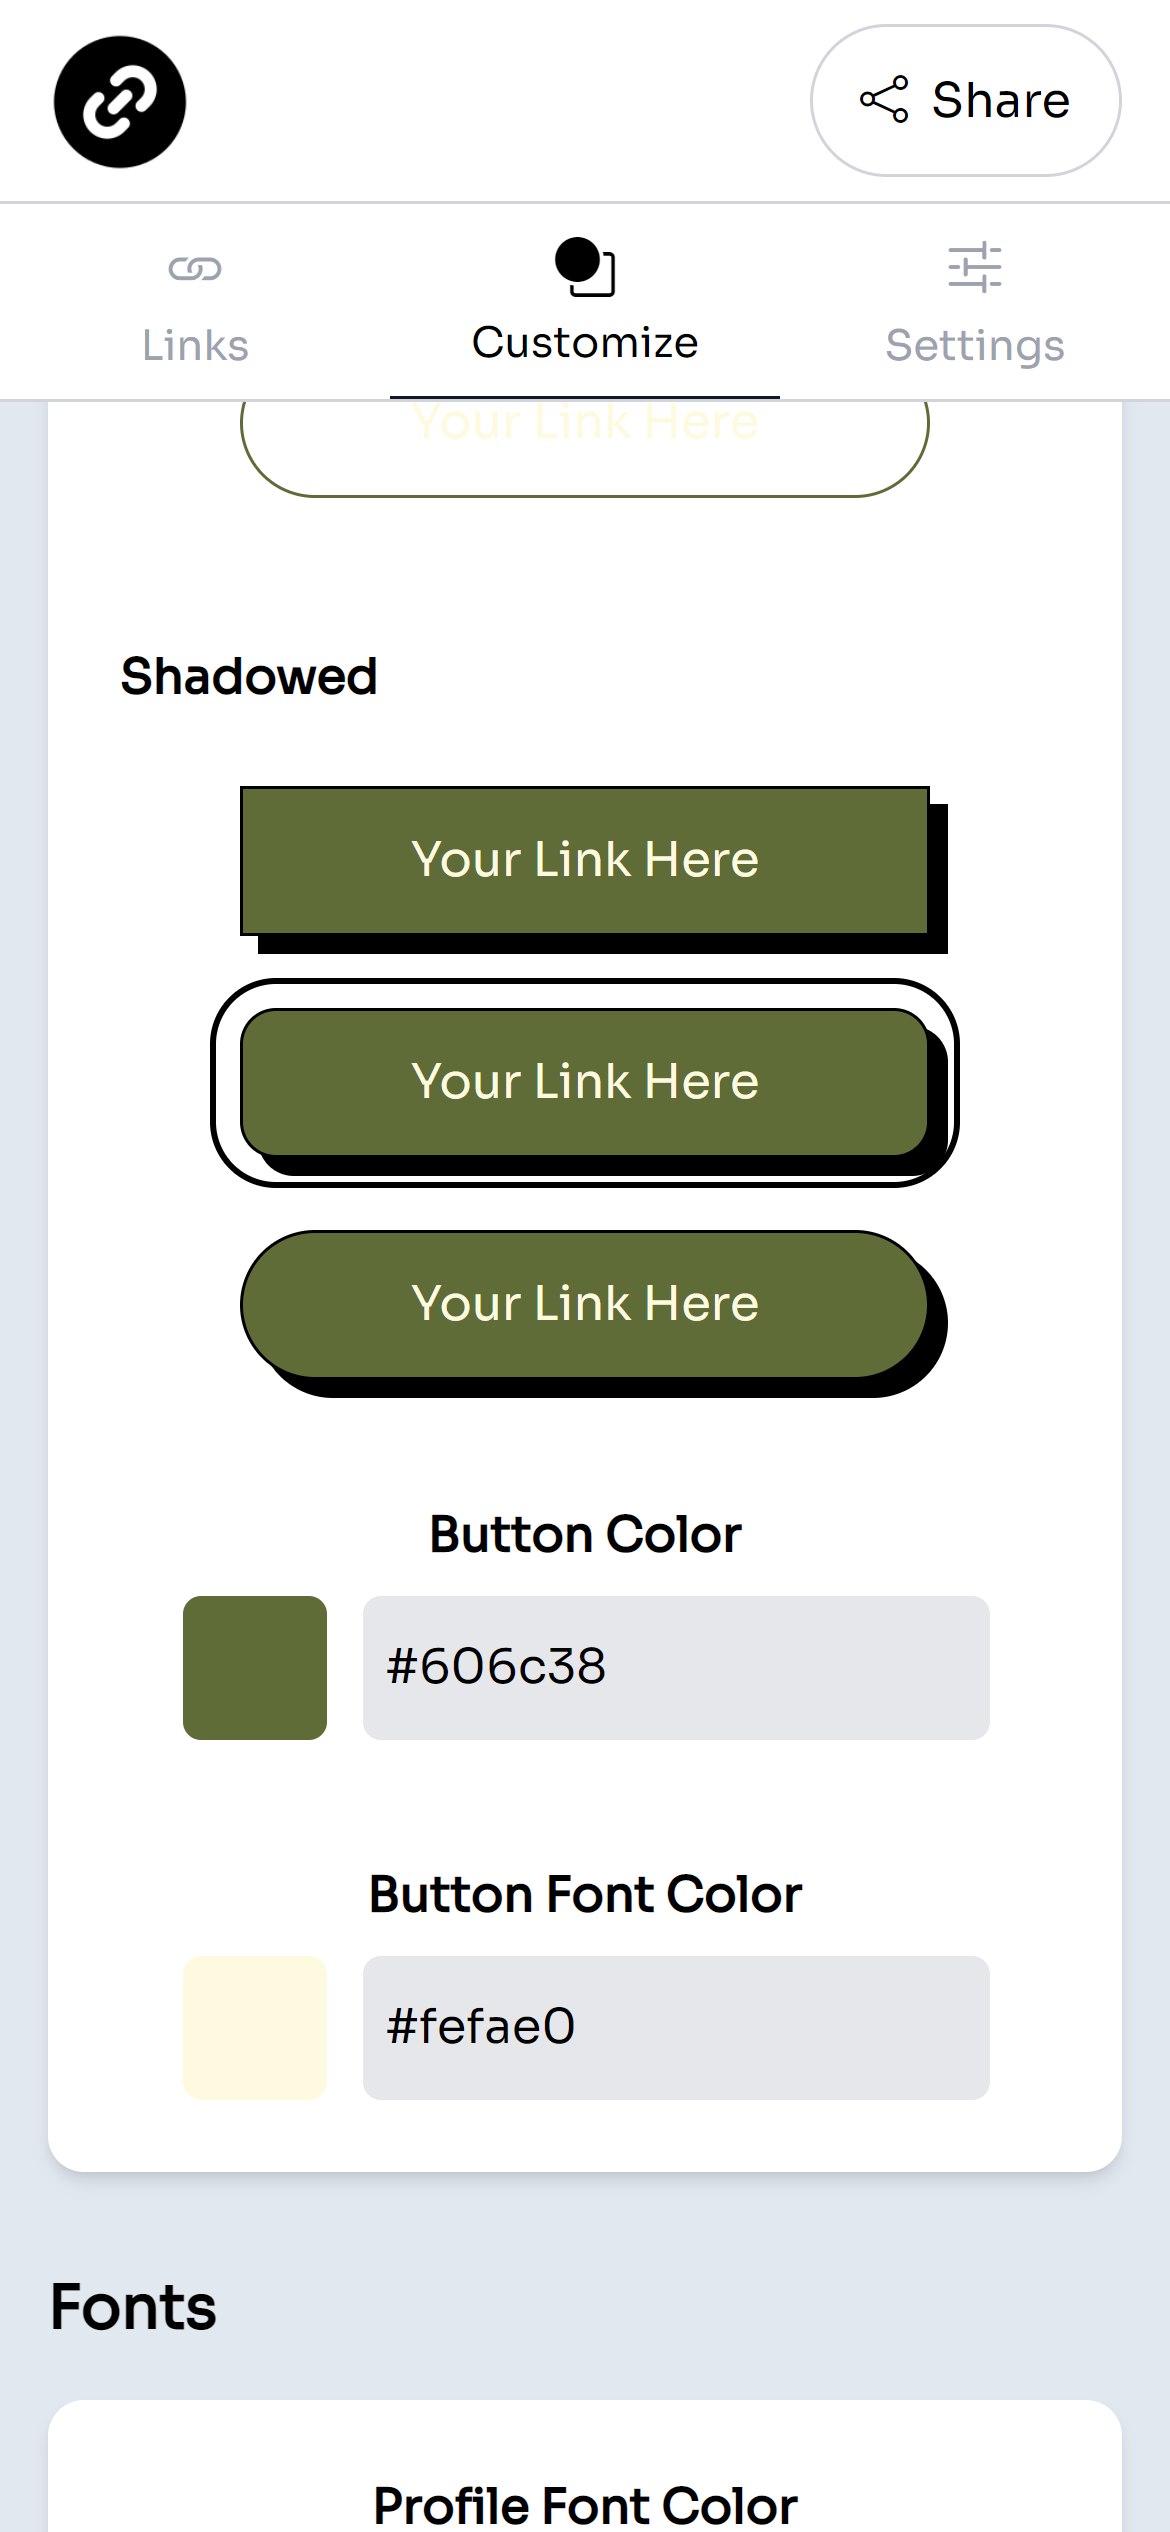 Share
Links
Customize
Settings
Your Link Here
Shadowed
Your Link Here
Your Link Here
Your Link Here
Button Color
#606c38
Button Font Color
#fefae0
Fonts
Profile Font Color